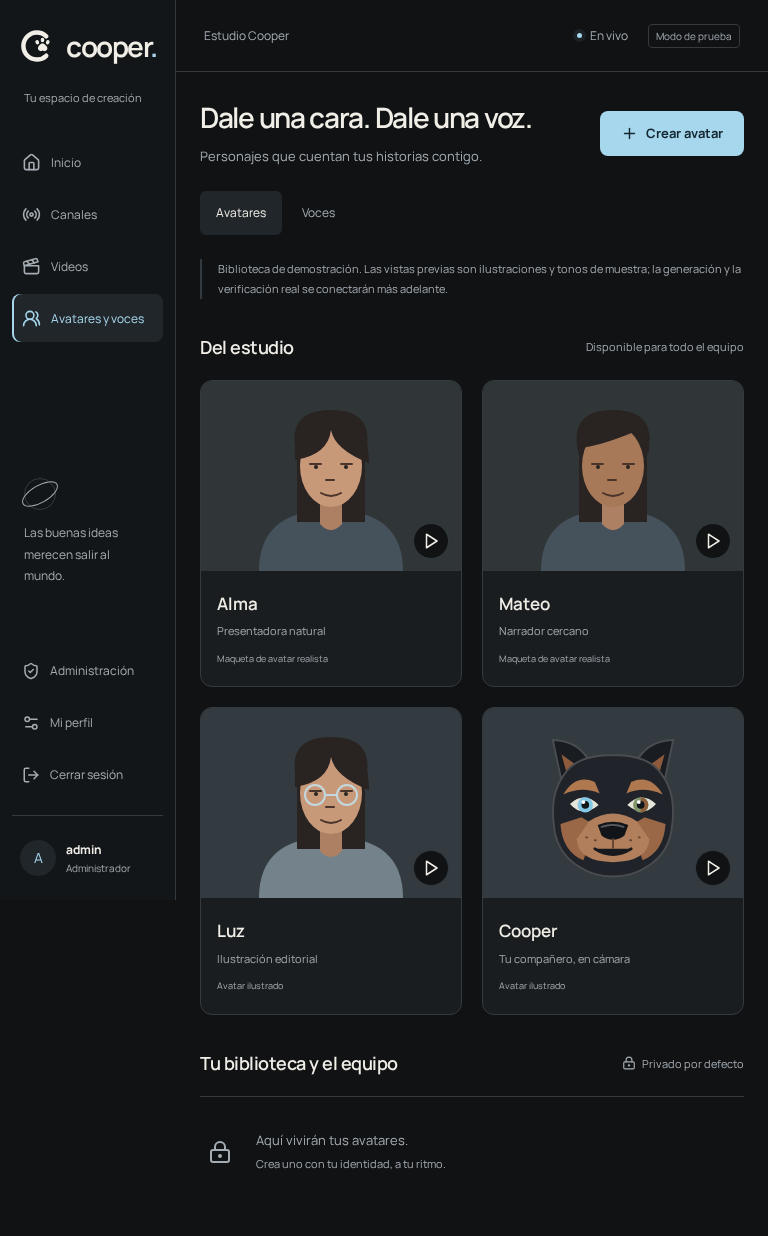 cooper.
Tu espacio de creación
Inicio
Canales
Videos
Avatares y voces
Las buenas ideas
merecen salir al
mundo.
Administración
Mi perfil
Cerrar sesión
A
admin
Administrador
Estudio Cooper
En vivo
Modo de prueba
Dale una cara. Dale una voz.
Personajes que cuentan tus historias contigo.
Crear avatar
Avatares
Voces
Biblioteca de demostración. Las vistas previas son ilustraciones y tonos de muestra; la generación y la
verificación real se conectarán más adelante.
Del estudio
Disponible para todo el equipo
Alma
Presentadora natural
Maqueta de avatar realista
Mateo
Narrador cercano
Maqueta de avatar realista
Luz
Ilustración editorial
Avatar ilustrado
Cooper
Tu compañero, en cámara
Avatar ilustrado
Tu biblioteca y el equipo
Privado por defecto
Aquí vivirán tus avatares.
Crea uno con tu identidad, a tu ritmo.